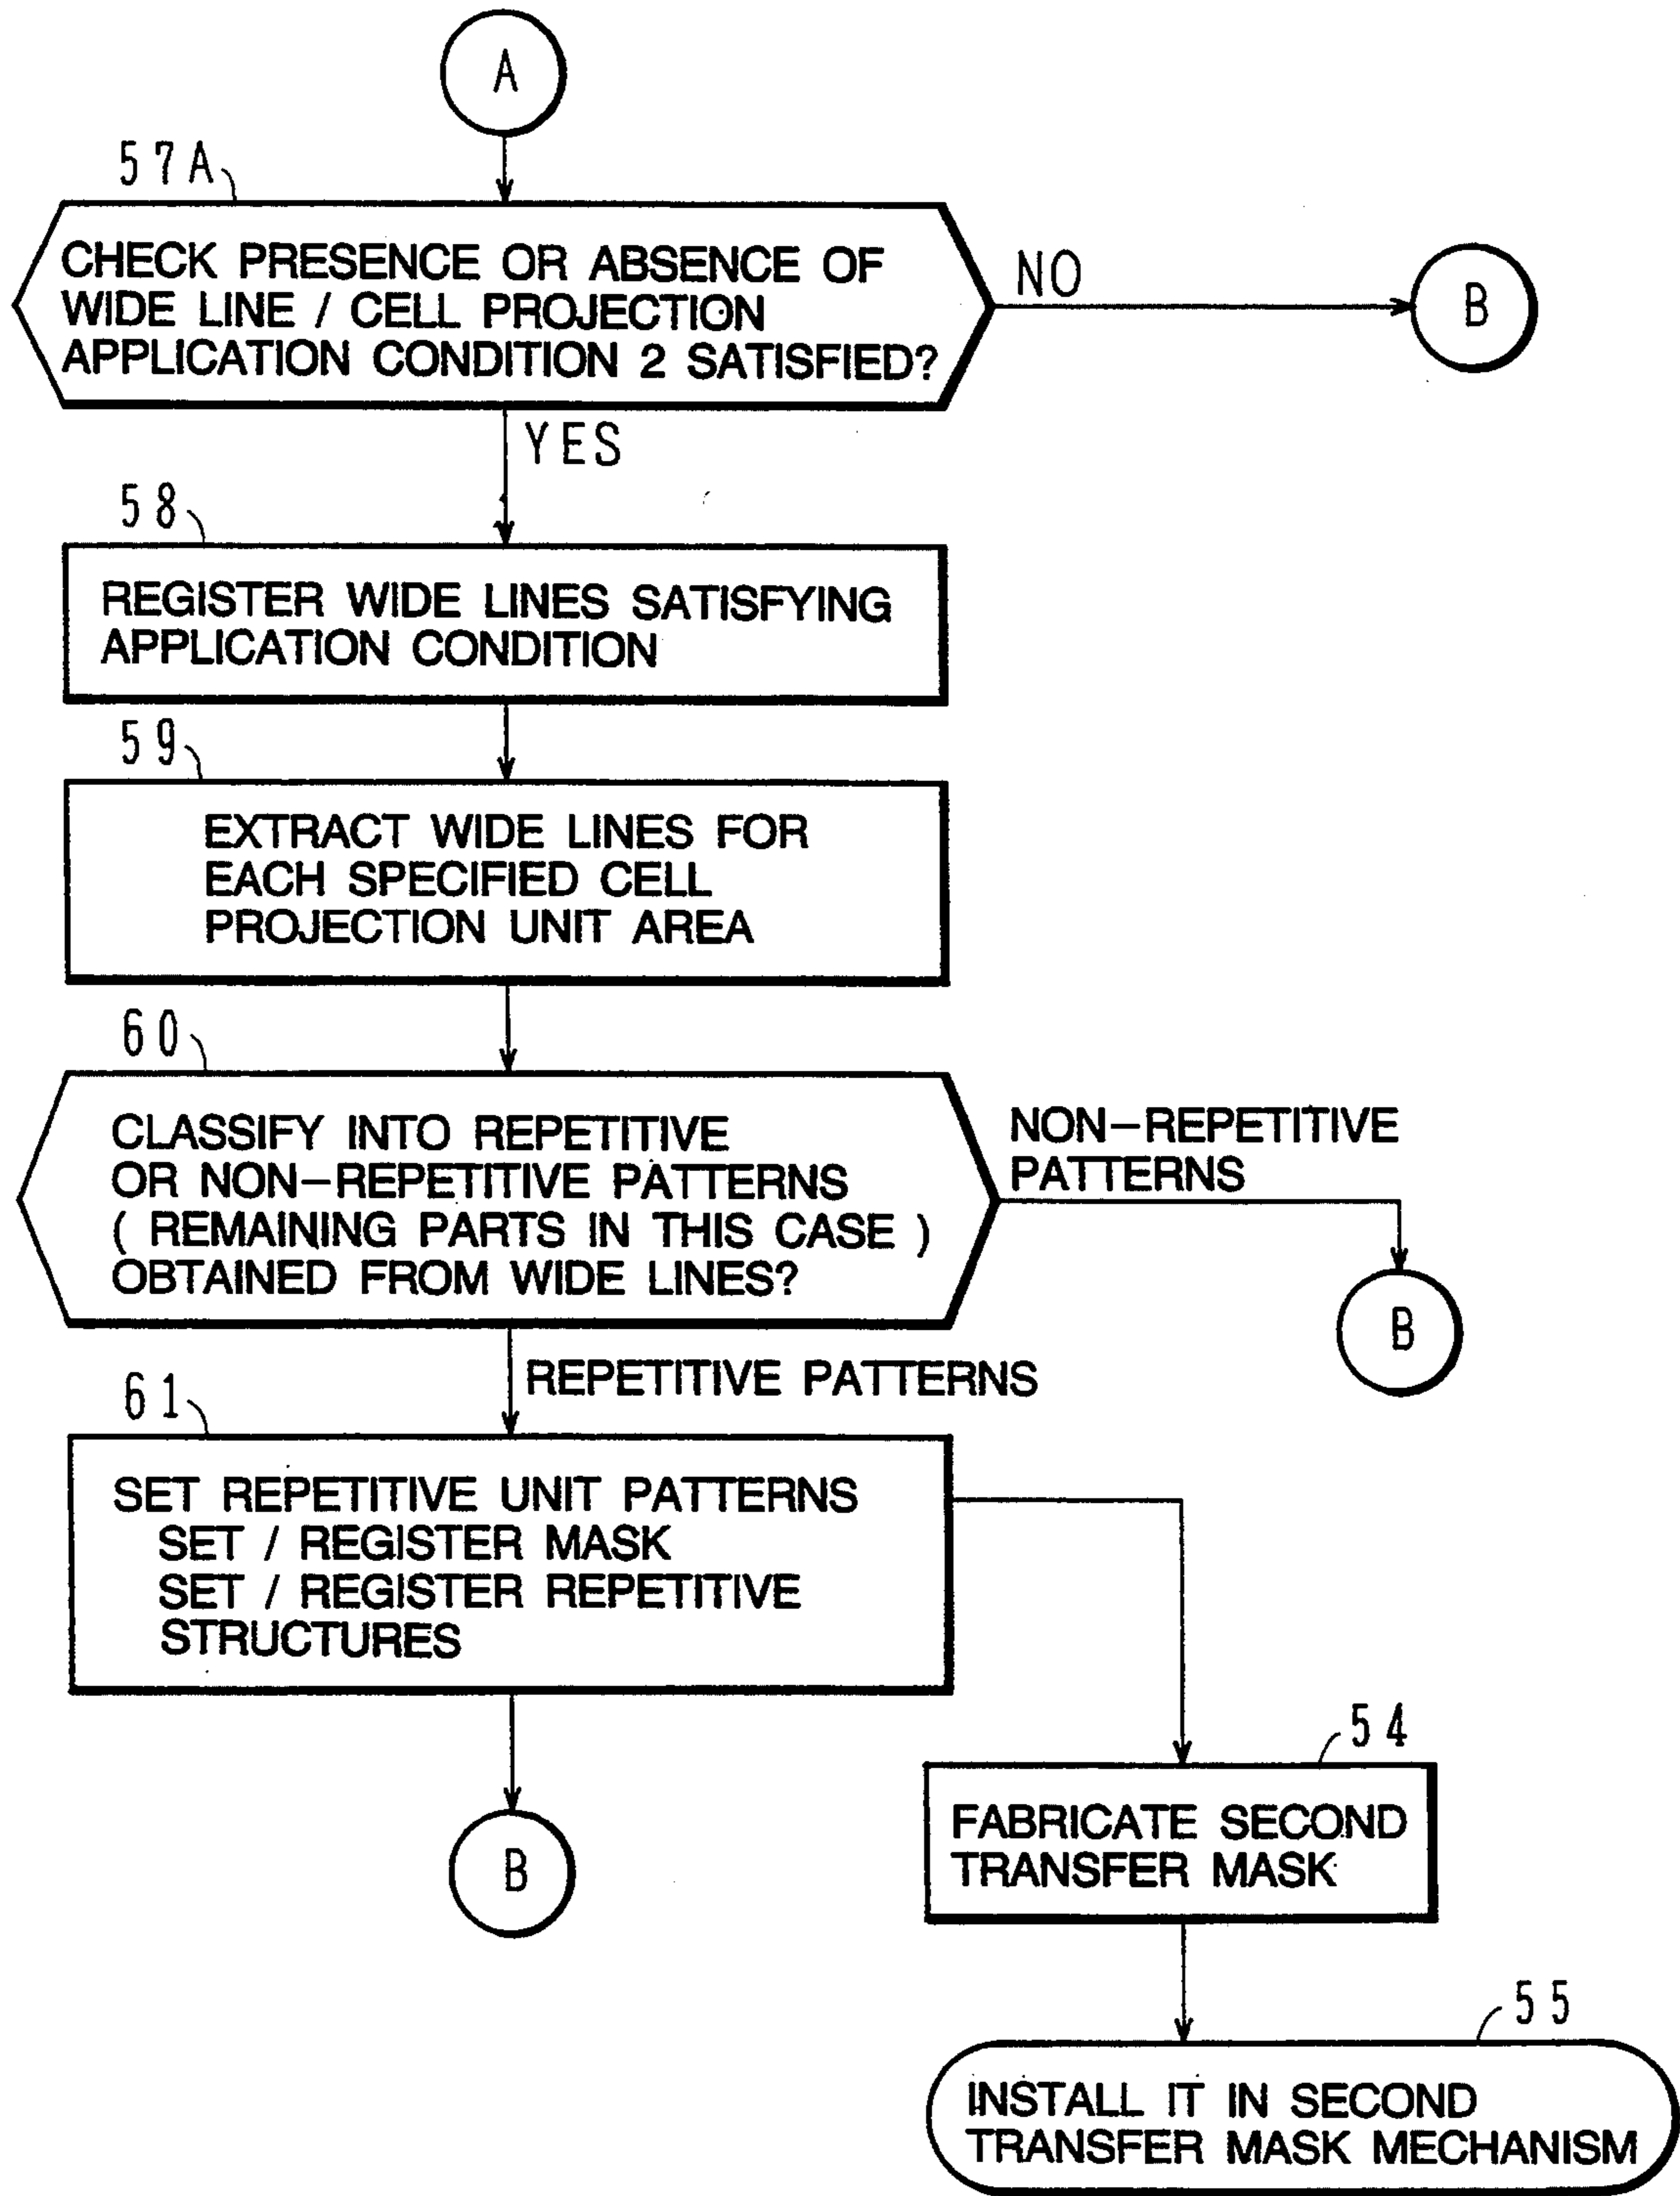 A
57A
CHECK PRESENCE OR ABSENCE OF
WIDE LINE / CELL PROJECTION
APPLICATION CONDITION 2 SATISFIED?
NO
B
YES
58
REGISTER WIDE LINES SATISFYING
APPLICATION CONDITION
59
EXTRACT WIDE LINES FOR
EACH SPECIFIED CELL
PROJECTION UNIT AREA
60
CLASSIFY INTO REPETITIVE
OR NON-REPETITIVE PATTERNS
( REMAINING PARTS IN THIS CASE )
OBTAINED FROM WIDE LINES?
NON-REPETITIVE
PATTERNS
B
REPETITIVE PATTERNS
61
SET REPETITIVE UNIT PATTERNS
SET / REGISTER MASK
SET / REGISTER REPETITIVE
STRUCTURES
B
54
FABRICATE SECOND
TRANSFER MASK
55
INSTALL IT IN SECOND
TRANSFER MASK MECHANISM